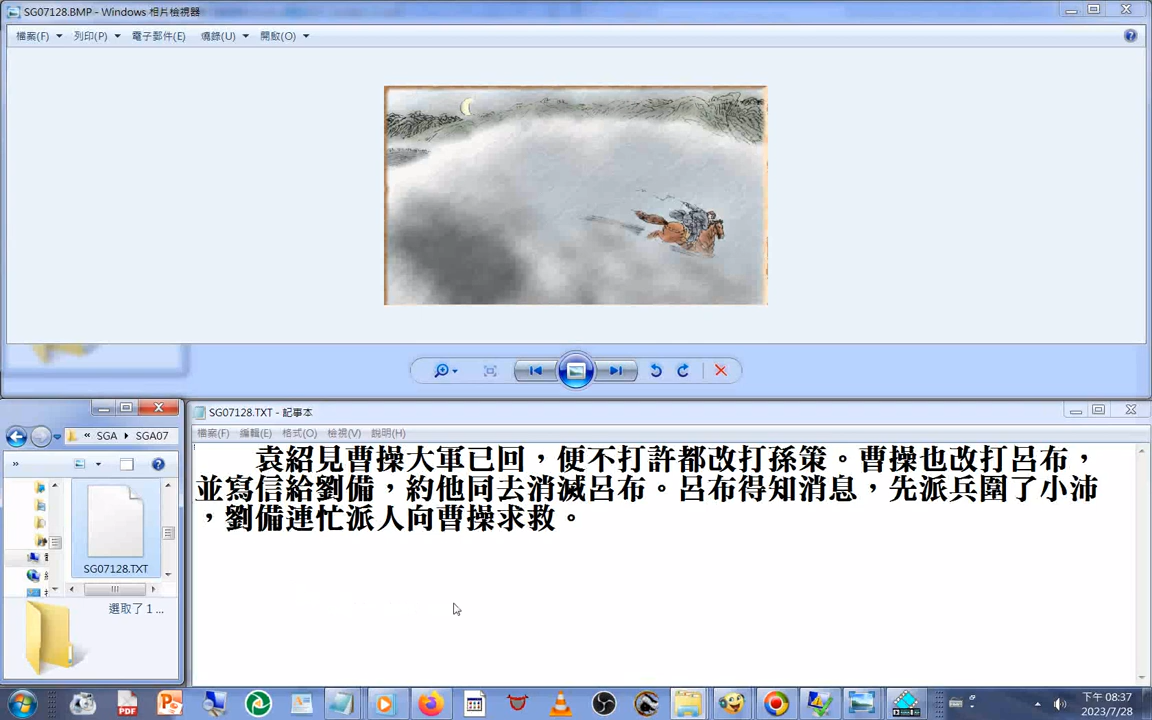 SG07128.BMP - Windows 相片檢視器
檔案(F) 列印(P) 電子郵件(E) 燒錄(U) 開啟(O)
SG07128.TXT - 記事本
檔案(F) 編輯(E) 格式(O) 檢視(V) 說明(H)
« SGA SGA07
»
袁紹見曹操大軍已回，便不打許都改打孫策。曹操也改打呂布，
並寫信給劉備，約他同去消滅呂布。呂布得知消息，先派兵圍了小沛
，劉備連忙派人向曹操求救。
SG07128.TXT
選取了 1 ...
PDF
下午 08:37
2023/7/28